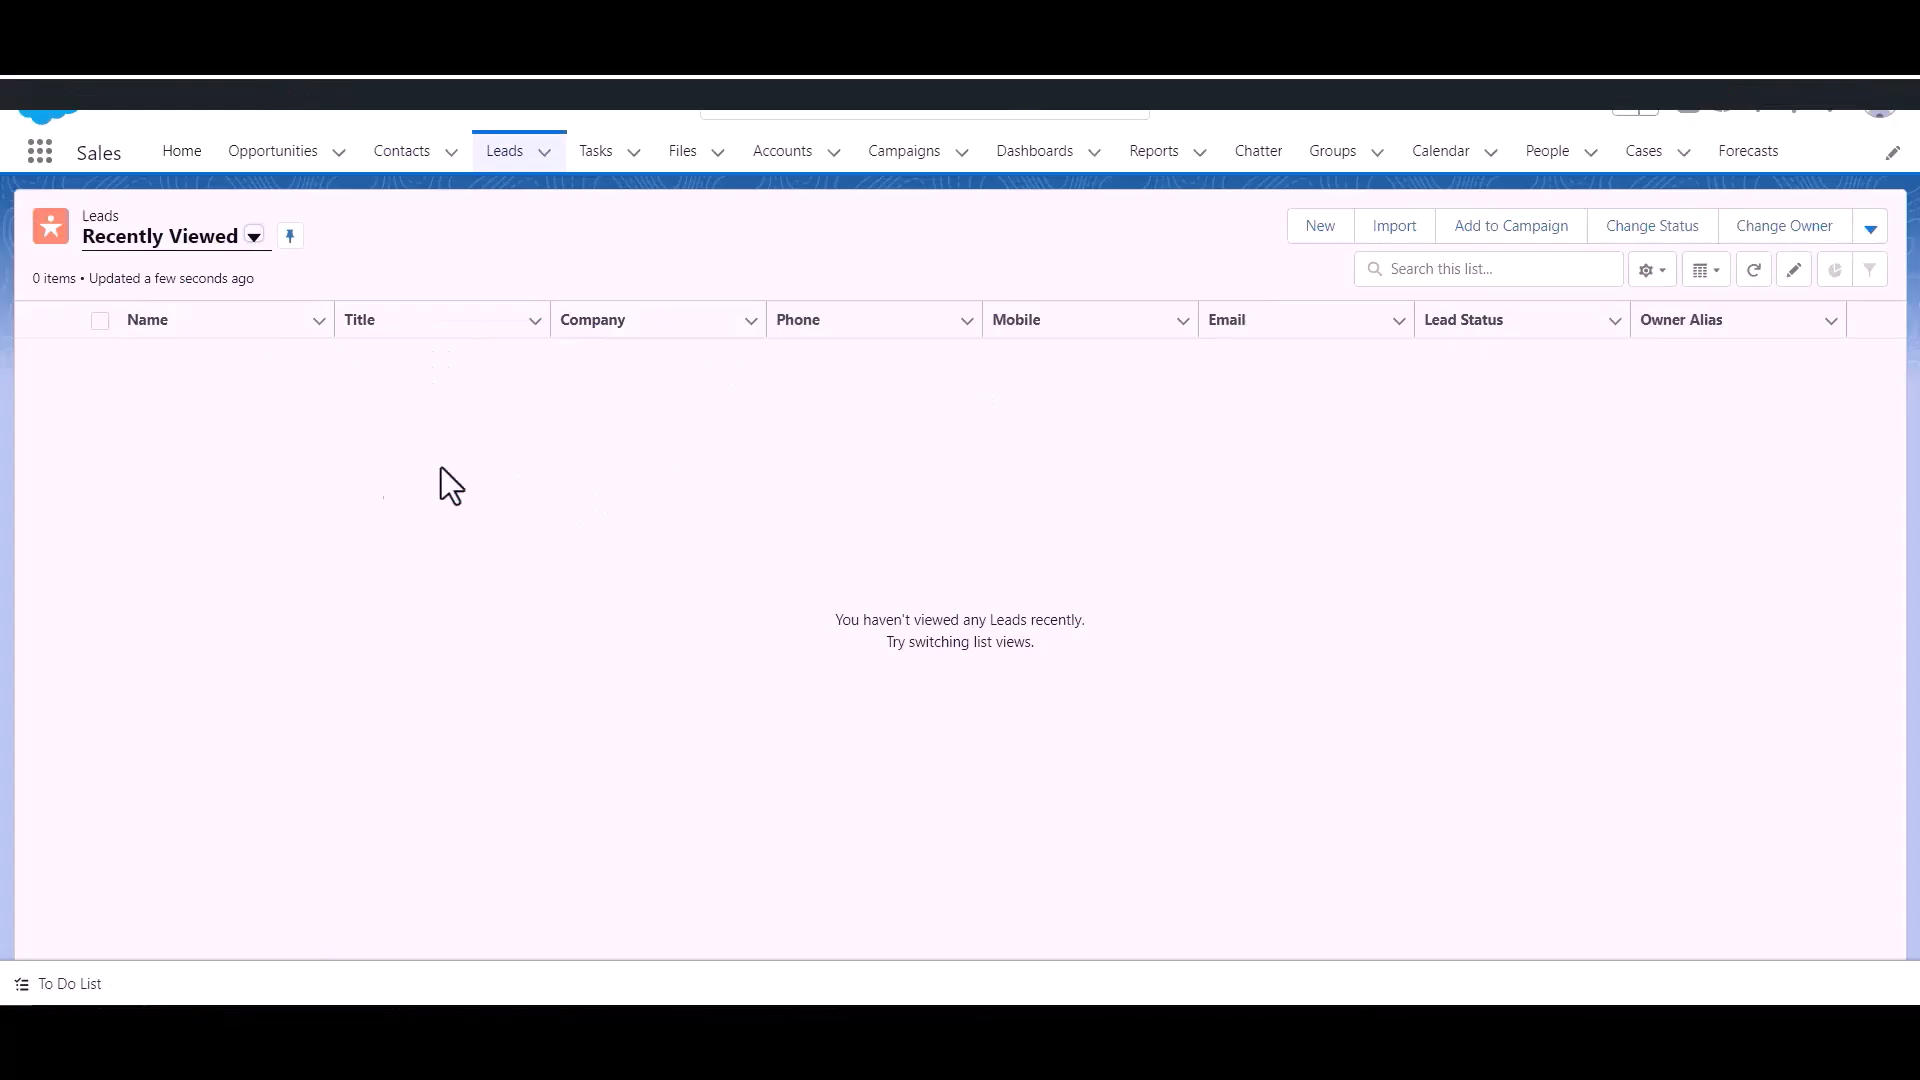 Sales Home Opportunities Contacts Leads Tasks Files Accounts Campaigns Dashboards Reports Chatter Groups Calendar People Cases Forecasts
Leads
Recently Viewed
New Import Add to Campaign Change Status Change Owner
0 items • Updated a few seconds ago
Search this list...
Name Title Company Phone Mobile Email Lead Status Owner Alias
You haven't viewed any Leads recently.
Try switching list views.
To Do List